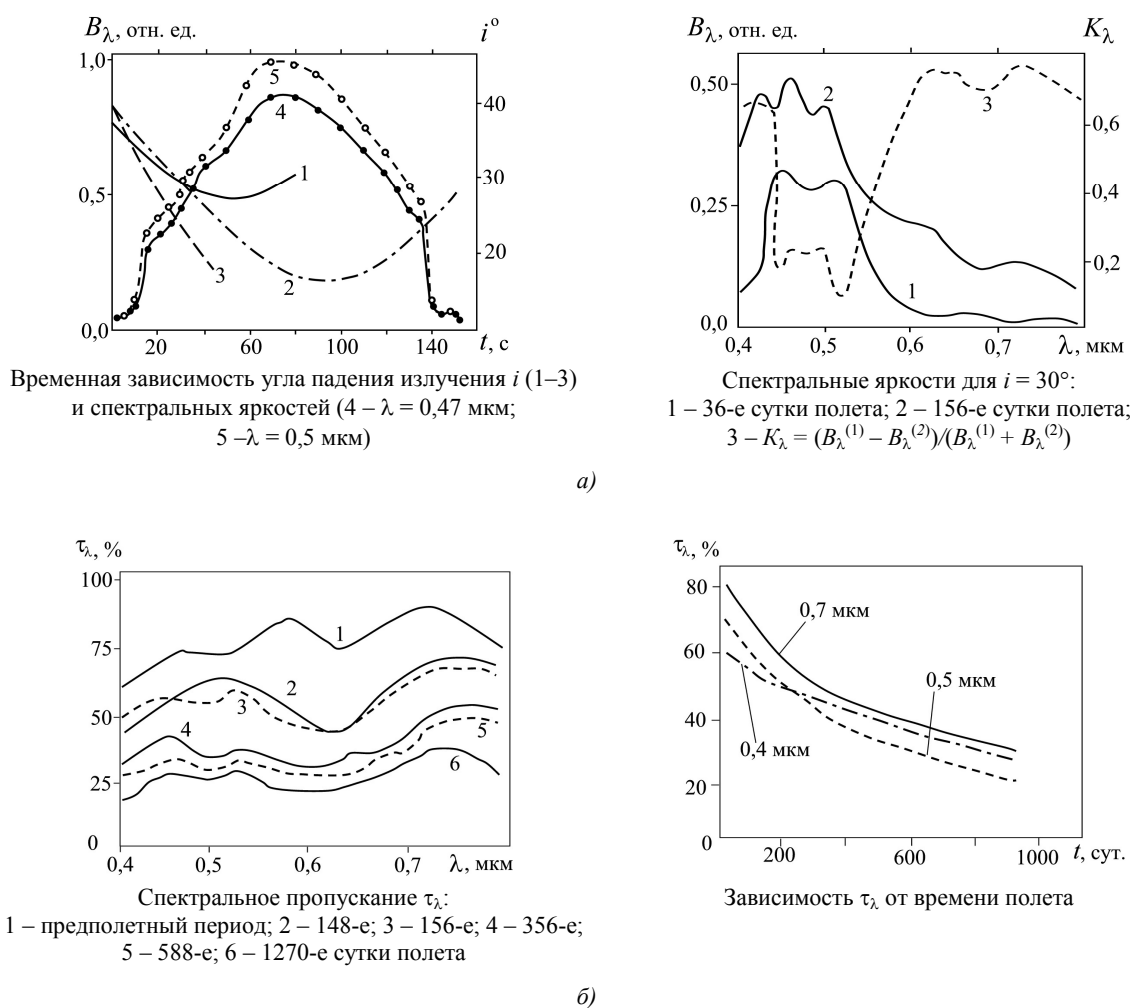 B_λ, отн. ед.
i°
1,0
0,5
0,0
40
30
20
5
4
1
3
2
20 60 100 140 t, с
Временная зависимость угла падения излучения i (1–3)
и спектральных яркостей (4 – λ = 0,47 мкм;
5 –λ = 0,5 мкм)
B_λ, отн. ед.
K_λ
0,50
0,25
0,0
0,6
0,4
0,2
2
3
1
0,4 0,5 0,6 0,7 λ, мкм
Спектральные яркости для i = 30°:
1 – 36-е сутки полета; 2 – 156-е сутки полета;
3 – K_λ = (B_λ^(1) – B_λ^(2))/(B_λ^(1) + B_λ^(2))
а)
τ_λ, %
100
75
50
25
0
1
2
3
4
5
6
0,4 0,5 0,6 0,7 λ, мкм
Спектральное пропускание τ_λ:
1 – предполетный период; 2 – 148-е; 3 – 156-е; 4 – 356-е;
5 – 588-е; 6 – 1270-е сутки полета
τ_λ, %
80
60
40
20
0
0,7 мкм
0,5 мкм
0,4 мкм
200 600 1000 t, сут.
Зависимость τ_λ от времени полета
б)